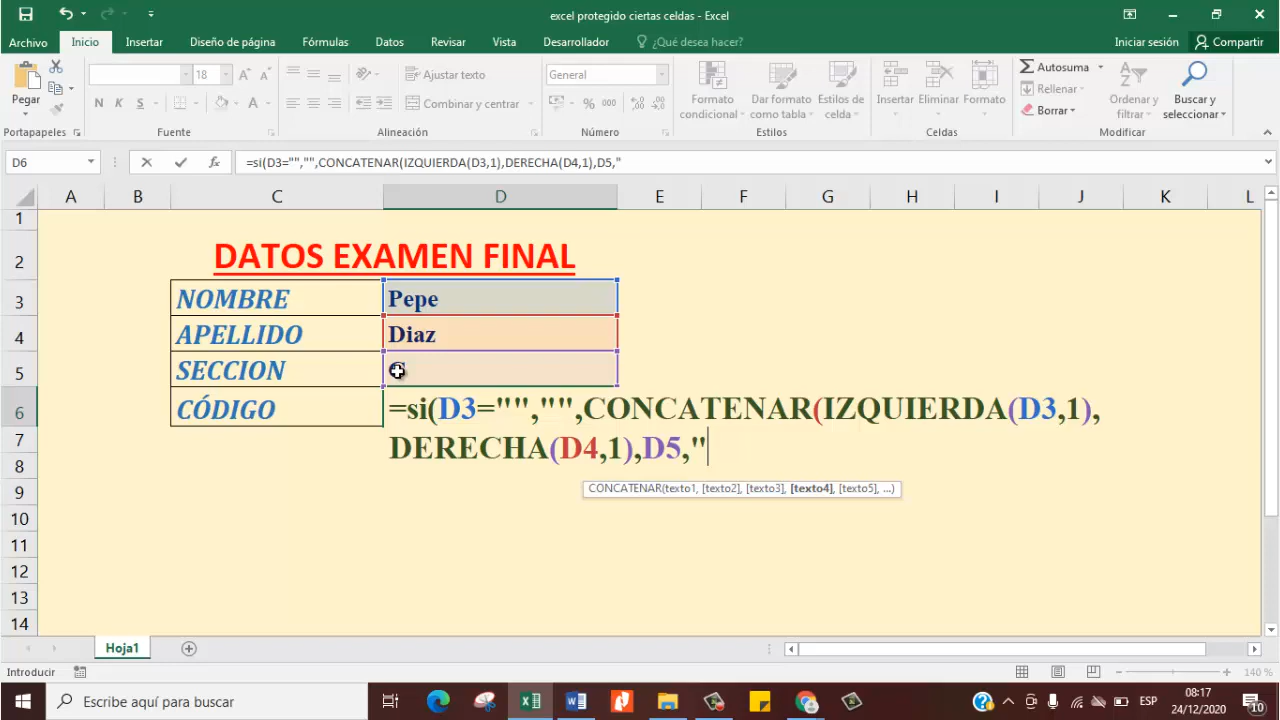 excel protegido ciertas celdas - Excel
Archivo Inicio Insertar Diseño de página Fórmulas Datos Revisar Vista Desarrollador ¿Qué desea hacer? Iniciar sesión Compartir
Pegar
18
Ajustar texto
Combinar y centrar
General
Formato condicional
Dar formato como tabla
Estilos de celda
Insertar
Eliminar
Formato
Autosuma
Rellenar
Borrar
Ordenar y filtrar
Buscar y seleccionar
Portapapeles Fuente Alineación Número Estilos Celdas Modificar
D6 =si(D3="","",CONCATENAR(IZQUIERDA(D3,1),DERECHA(D4,1),D5,"
A B C D E F G H I J K L
1
2 DATOS EXAMEN FINAL
3 NOMBRE Pepe
4 APELLIDO Diaz
5 SECCION
6 CÓDIGO =si(D3="","",CONCATENAR(IZQUIERDA(D3,1),
7 DERECHA(D4,1),D5,"
8
CONCATENAR(texto1, [texto2], [texto3], [texto4], [texto5], ...)
9
10
11
12
13
14
Hoja1
Introducir 140 %
Escribe aquí para buscar
ESP
08:17
24/12/2020
10